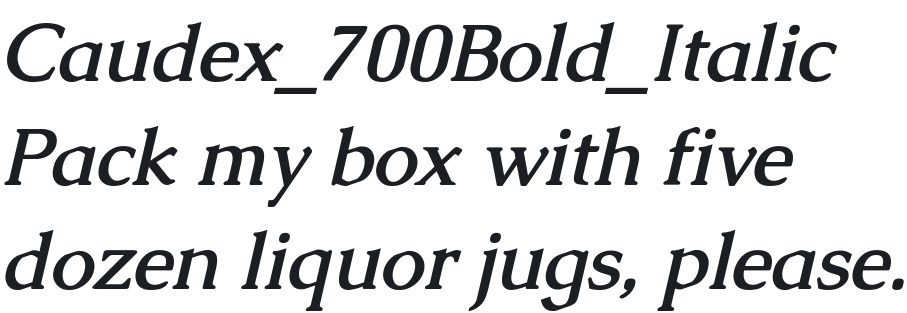 Caudex_700Bold_Italic
Pack my box with five
dozen liquor jugs, please.